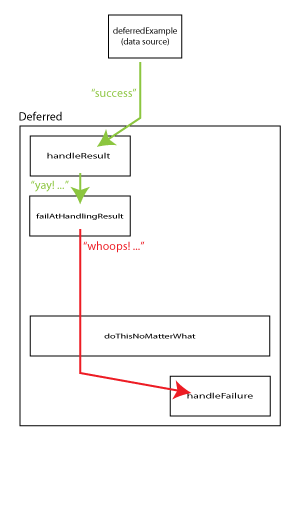 deferredExample
(data source)
"success"
Deferred
handleResult
"yay! ..."
failAtHandlingResult
"whoops! ..."
doThisNoMatterWhat
handleFailure